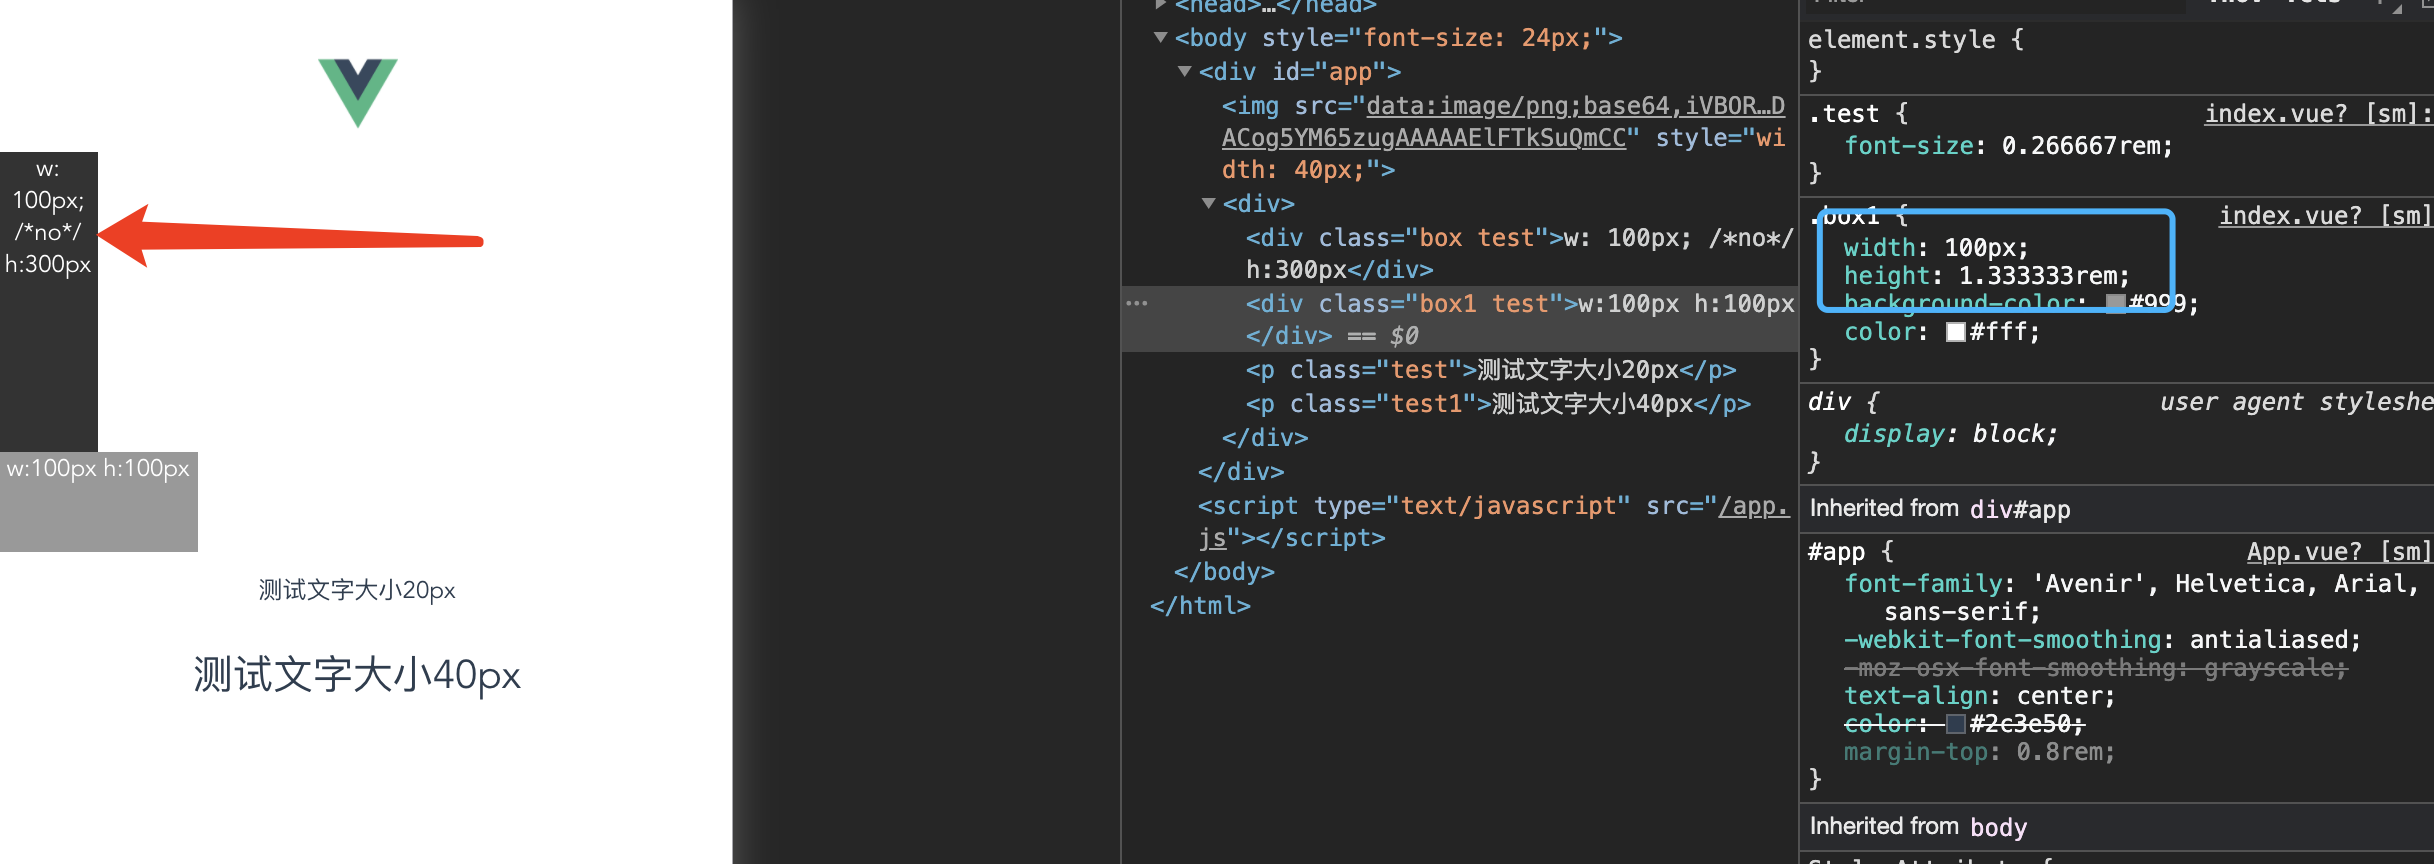 w:
100px;
/*no*/
h:300px
w:100px h:100px
测试文字大小20px
测试文字大小40px
<head>…</head>
<body style="font-size: 24px;">
<div id="app">
<img src="data:image/png;base64,iVBOR…D
ACog5YM65zugAAAAAElFTkSuQmCC" style="wi
dth: 40px;">
<div>
<div class="box test">w: 100px; /*no*/
h:300px</div>
<div class="box1 test">w:100px h:100px
</div> == $0
<p class="test">测试文字大小20px</p>
<p class="test1">测试文字大小40px</p>
</div>
</div>
<script type="text/javascript" src="/app.
js"></script>
</body>
</html>
element.style {
}
.test {
index.vue? [sm]:
font-size: 0.266667rem;
}
.box1 {
index.vue? [sm]
width: 100px;
height: 1.333333rem;
background-color: #999;
color: #fff;
}
div {
user agent styleshe
display: block;
}
Inherited from div#app
#app {
App.vue? [sm]
font-family: 'Avenir', Helvetica, Arial,
sans-serif;
-webkit-font-smoothing: antialiased;
-moz-osx-font-smoothing: grayscale;
text-align: center;
color: #2c3e50;
margin-top: 0.8rem;
}
Inherited from body